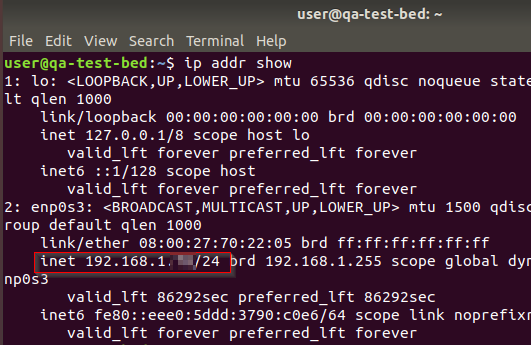 user@qa-test-bed: ~
File Edit View Search Terminal Help
user@qa-test-bed:~$ ip addr show
1: lo: <LOOPBACK,UP,LOWER_UP> mtu 65536 qdisc noqueue state
lt qlen 1000
link/loopback 00:00:00:00:00:00 brd 00:00:00:00:00:00
inet 127.0.0.1/8 scope host lo
valid_lft forever preferred_lft forever
inet6 ::1/128 scope host
valid_lft forever preferred_lft forever
2: enp0s3: <BROADCAST,MULTICAST,UP,LOWER_UP> mtu 1500 qdisc
roup default qlen 1000
link/ether 08:00:27:70:22:05 brd ff:ff:ff:ff:ff:ff
inet 192.168.1. /24 brd 192.168.1.255 scope global dyn
np0s3
valid_lft 86292sec preferred_lft 86292sec
inet6 fe80::eee0:5ddd:3790:c0e6/64 scope link noprefixr
valid_lft forever preferred_lft forever